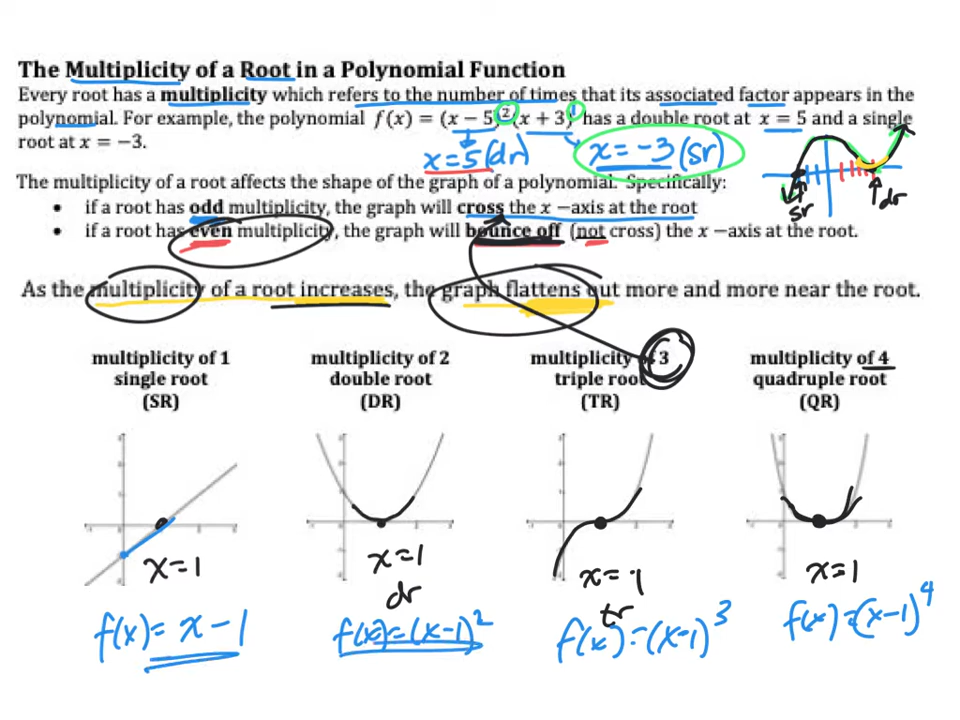 The Multiplicity of a Root in a Polynomial Function
Every root has a multiplicity which refers to the number of times that its associated factor appears in the
polynomial. For example, the polynomial f(x) = (x − 5)² (x + 3)¹ has a double root at x = 5 and a single
root at x = −3.
x=5 (dr) x=-3 (sr)
The multiplicity of a root affects the shape of the graph of a polynomial. Specifically:
sr dr
• if a root has odd multiplicity, the graph will cross the x −axis at the root
• if a root has even multiplicity, the graph will bounce off (not cross) the x −axis at the root.
As the multiplicity of a root increases, the graph flattens out more and more near the root.
multiplicity of 1 multiplicity of 2 multiplicity of 3 multiplicity of 4
single root double root triple root quadruple root
(SR) (DR) (TR) (QR)
x=1 x=1 x=1 x=1
dr tr
f(x)= x-1 f(x)=(x-1)² f(x)=(x-1)³ f(x)=(x-1)⁴